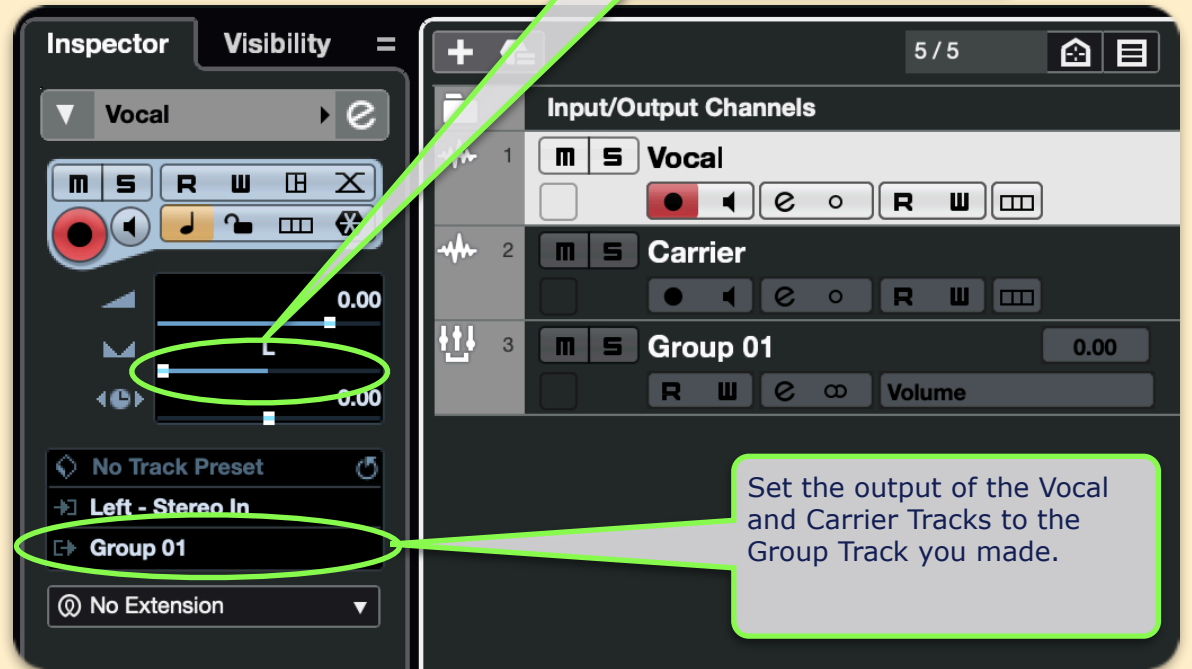 Inspector
Visibility
5 / 5
Vocal
Input/Output Channels
m S R W
1 m S Vocal
R W
2 m S Carrier
R W
0.00
L
3 m S Group 01 0.00
R W Volume
0.00
No Track Preset
Left - Stereo In
Group 01
No Extension
Set the output of the Vocal
and Carrier Tracks to the
Group Track you made.